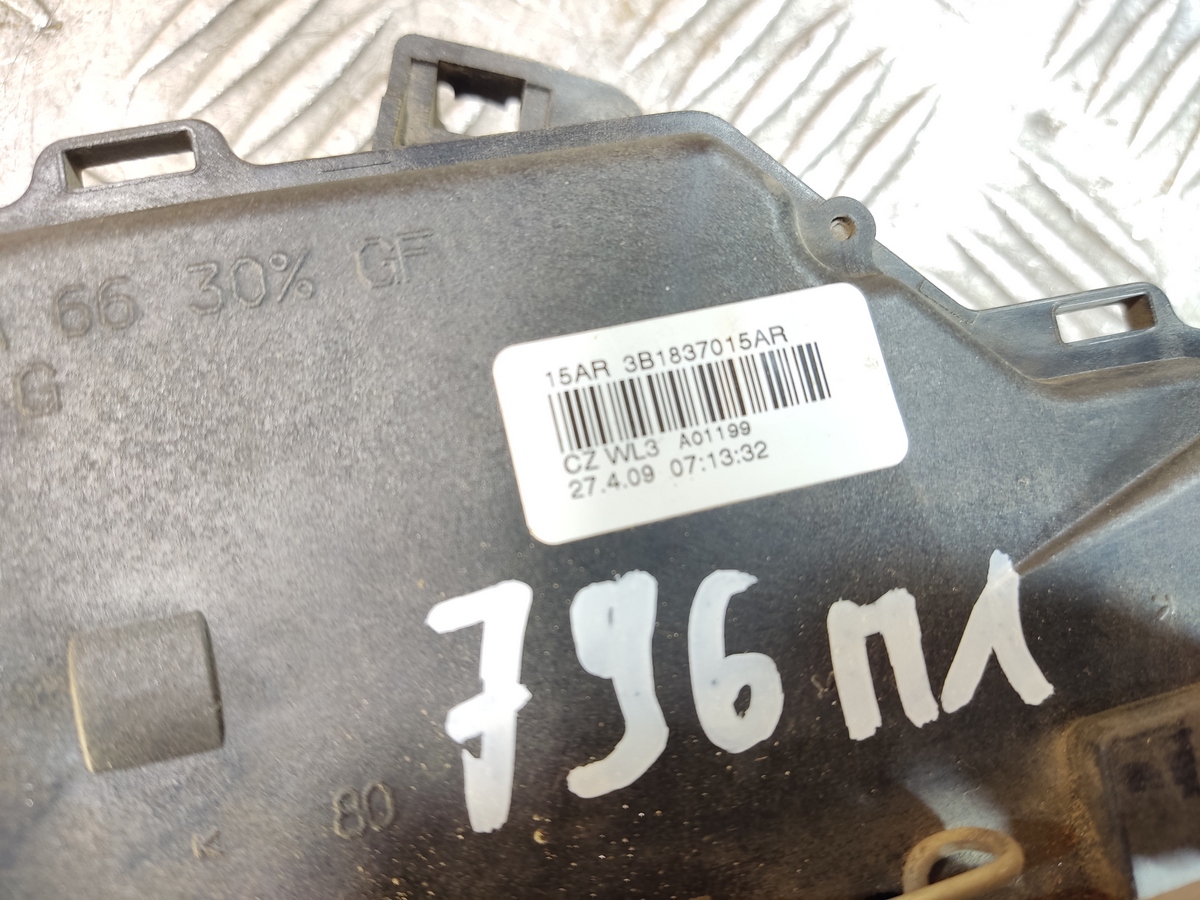 66 30% GF
G
15AR 3B1837015AR
CZ WL3 A01199
27.4.09 07:13:32
796пл
80
K